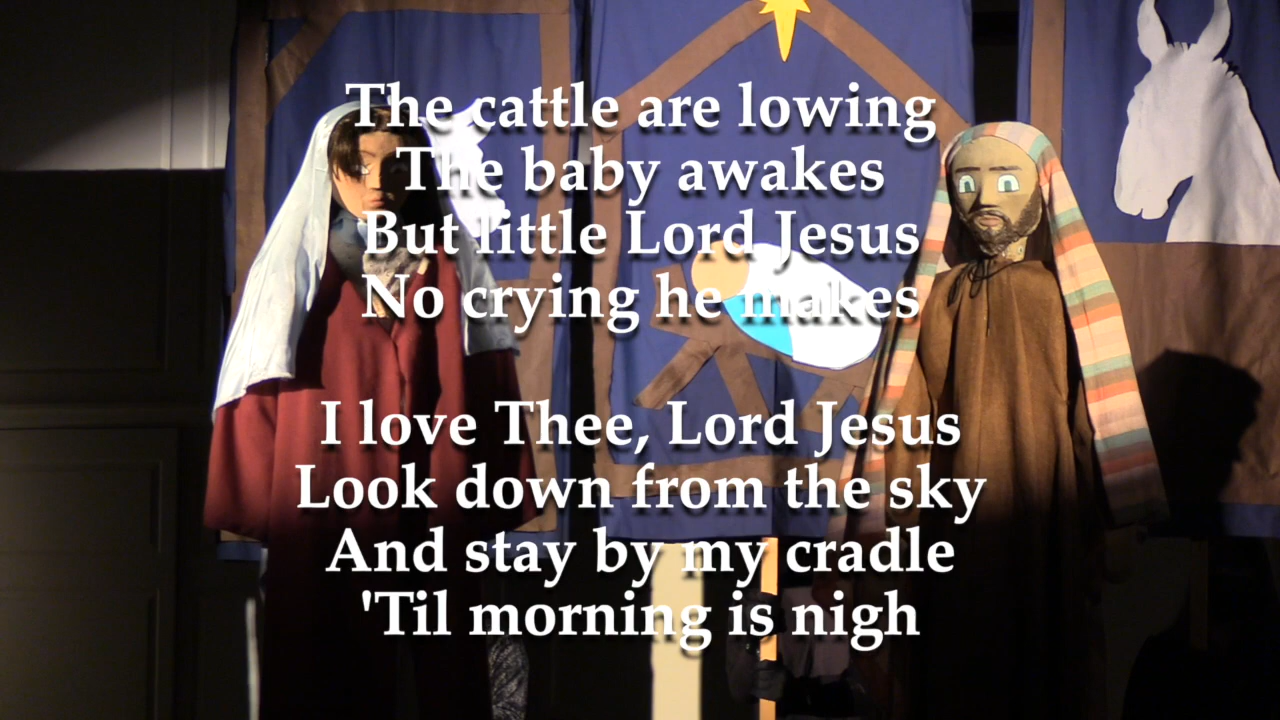 The cattle are lowing
The baby awakes
But little Lord Jesus
No crying he makes
I love Thee, Lord Jesus
Look down from the sky
And stay by my cradle
'Til morning is nigh